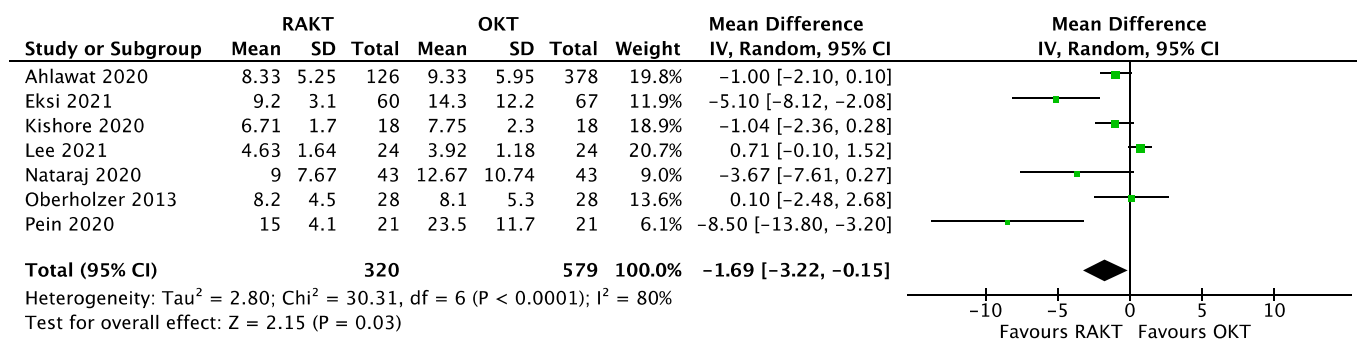 RAKT OKT Mean Difference Mean Difference
Study or Subgroup Mean SD Total Mean SD Total Weight IV, Random, 95% CI IV, Random, 95% CI
Ahlawat 2020 8.33 5.25 126 9.33 5.95 378 19.8% −1.00 [−2.10, 0.10]
Eksi 2021 9.2 3.1 60 14.3 12.2 67 11.9% −5.10 [−8.12, −2.08]
Kishore 2020 6.71 1.7 18 7.75 2.3 18 18.9% −1.04 [−2.36, 0.28]
Lee 2021 4.63 1.64 24 3.92 1.18 24 20.7% 0.71 [−0.10, 1.52]
Nataraj 2020 9 7.67 43 12.67 10.74 43 9.0% −3.67 [−7.61, 0.27]
Oberholzer 2013 8.2 4.5 28 8.1 5.3 28 13.6% 0.10 [−2.48, 2.68]
Pein 2020 15 4.1 21 23.5 11.7 21 6.1% −8.50 [−13.80, −3.20]
Total (95% CI) 320 579 100.0% −1.69 [−3.22, −0.15]
Heterogeneity: Tau² = 2.80; Chi² = 30.31, df = 6 (P < 0.0001); I² = 80%
Test for overall effect: Z = 2.15 (P = 0.03)
−10 −5 0 5 10
Favours RAKT Favours OKT